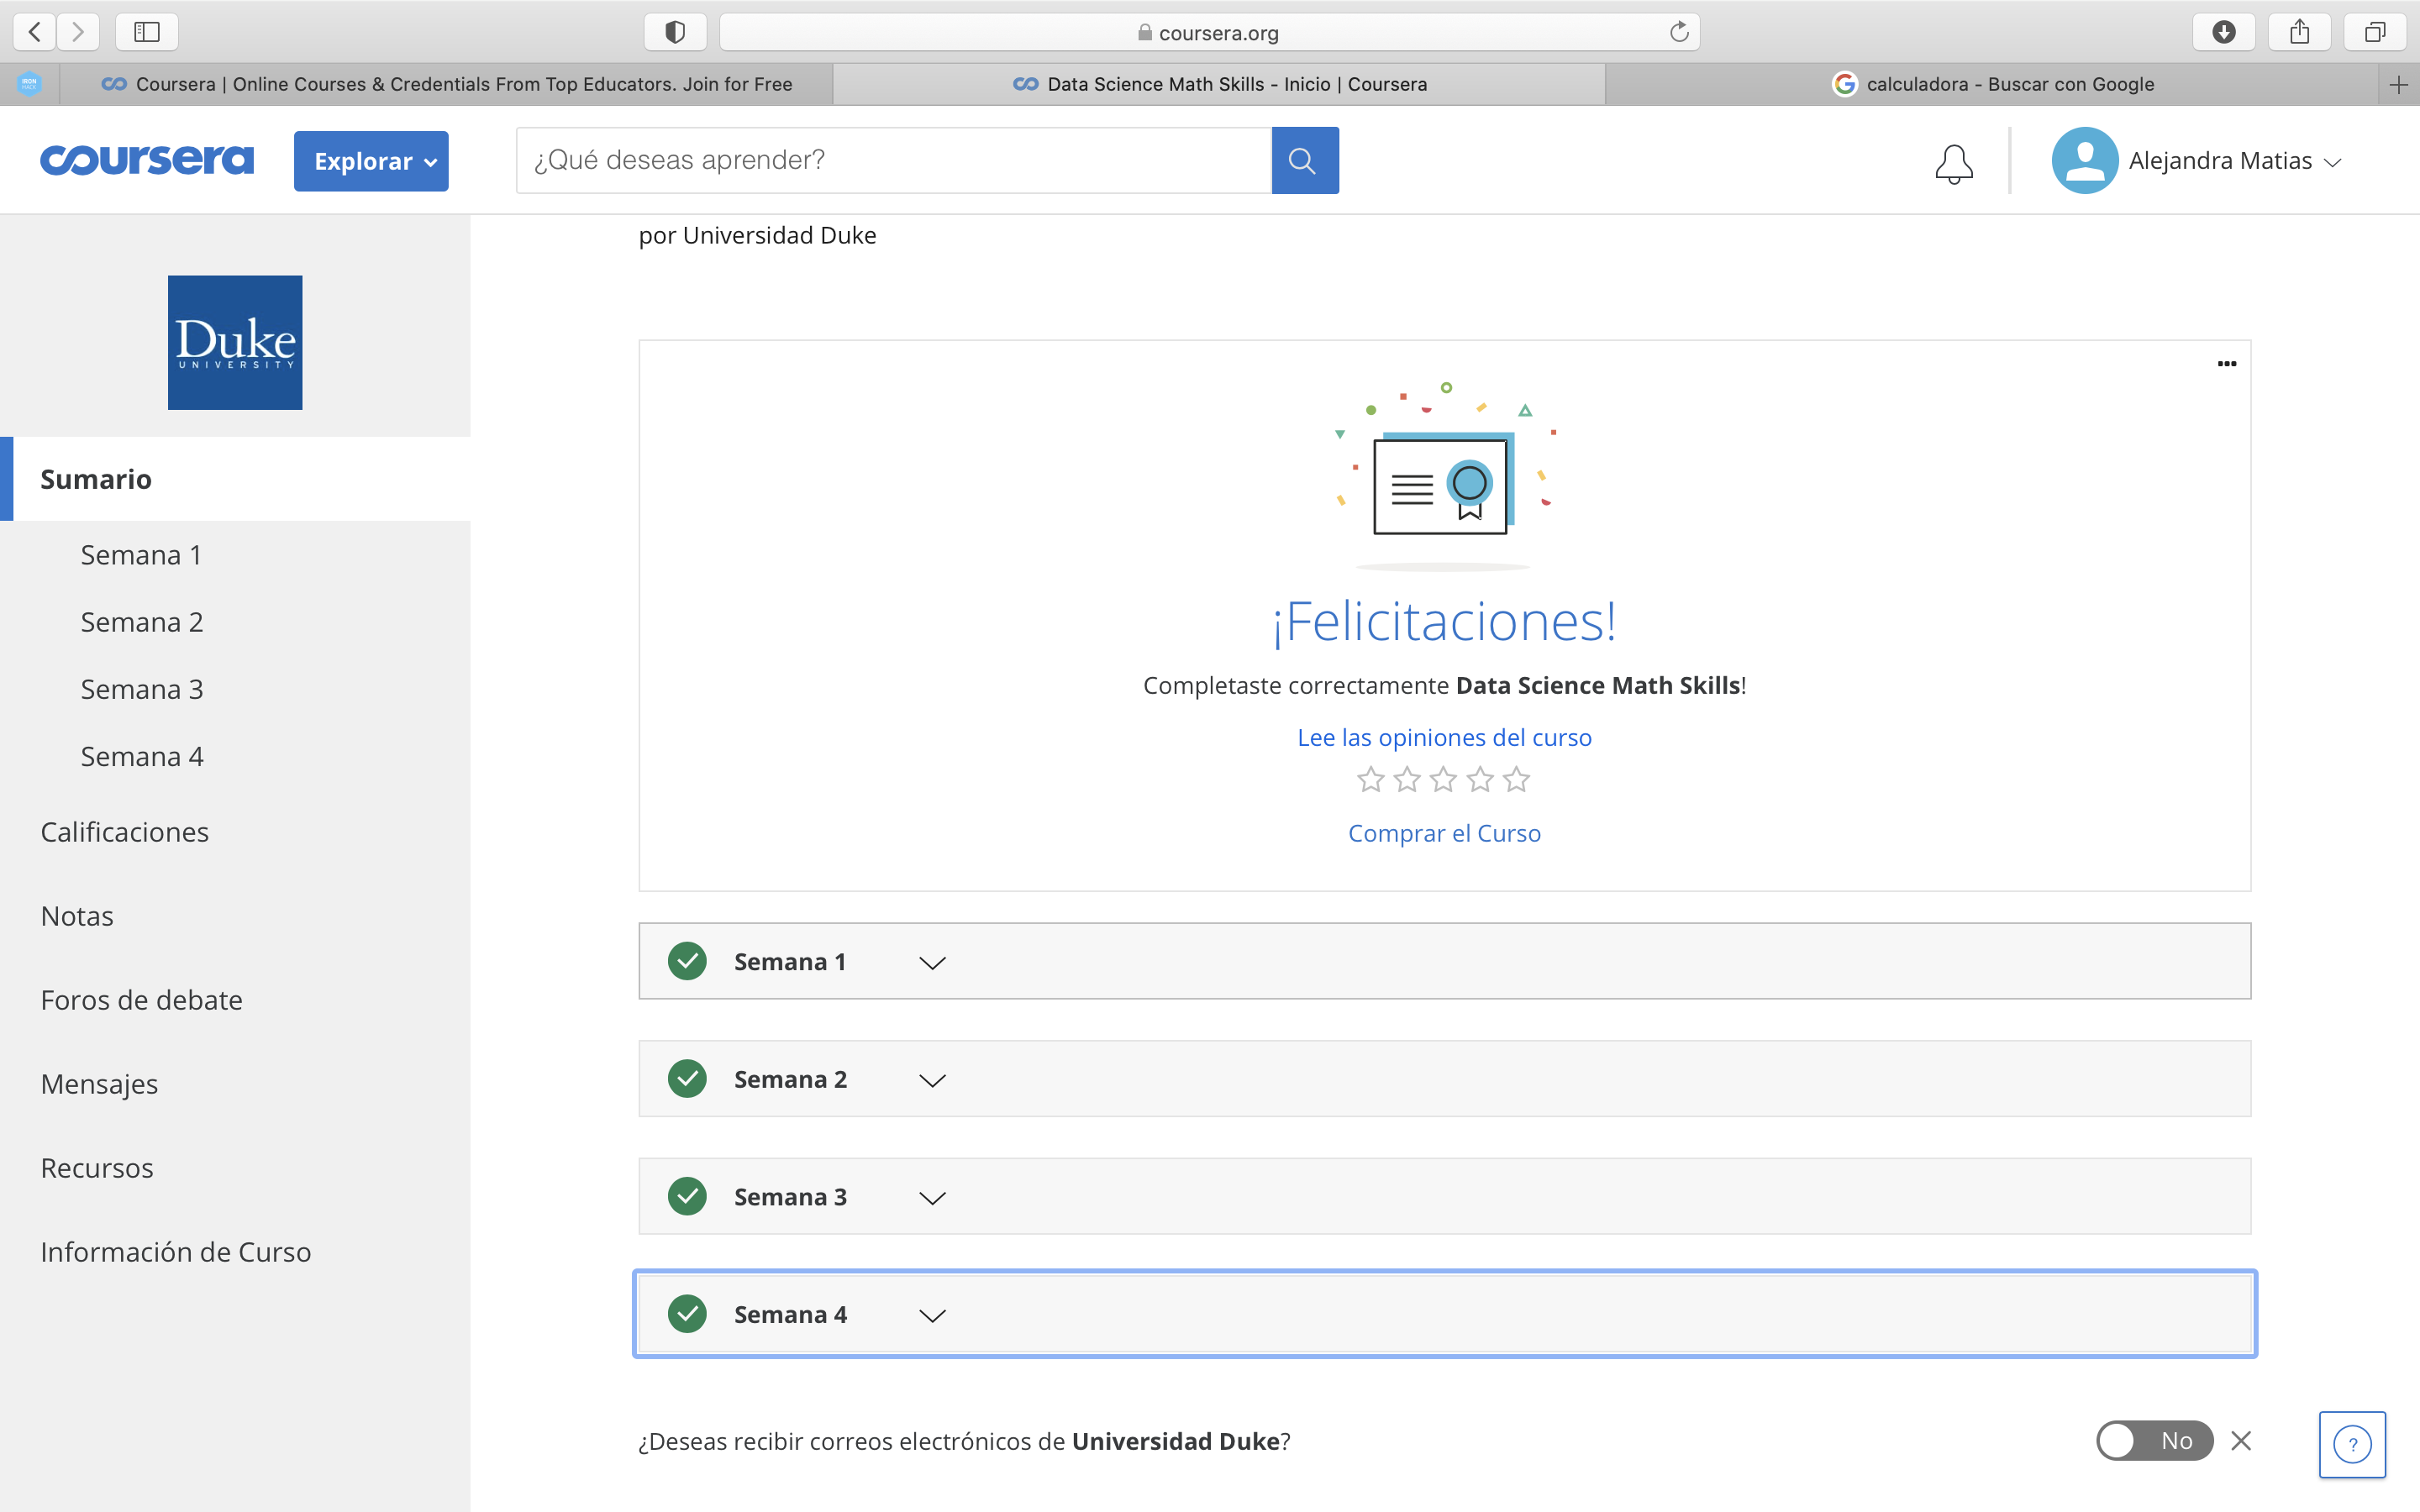 coursera.org
IRON HACK
Coursera | Online Courses & Credentials From Top Educators. Join for Free
Data Science Math Skills - Inicio | Coursera
G
calculadora - Buscar con Google
coursera
Explorar
¿Qué deseas aprender?
Alejandra Matias
por Universidad Duke
Duke
UNIVERSITY
Sumario
Semana 1
Semana 2
Semana 3
Semana 4
Calificaciones
Notas
Foros de debate
Mensajes
Recursos
Información de Curso
¡Felicitaciones!
Completaste correctamente Data Science Math Skills!
Lee las opiniones del curso
Comprar el Curso
Semana 1
Semana 2
Semana 3
Semana 4
¿Deseas recibir correos electrónicos de Universidad Duke?
No
?